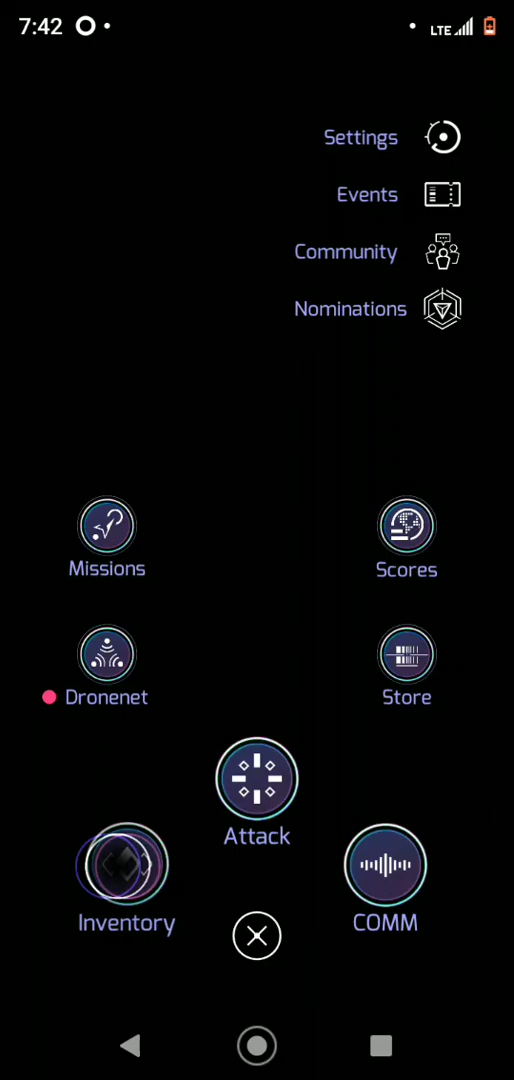 7:42
LTE
Settings
Events
Community
Nominations
Missions
Scores
Dronenet
Store
Attack
Inventory
COMM